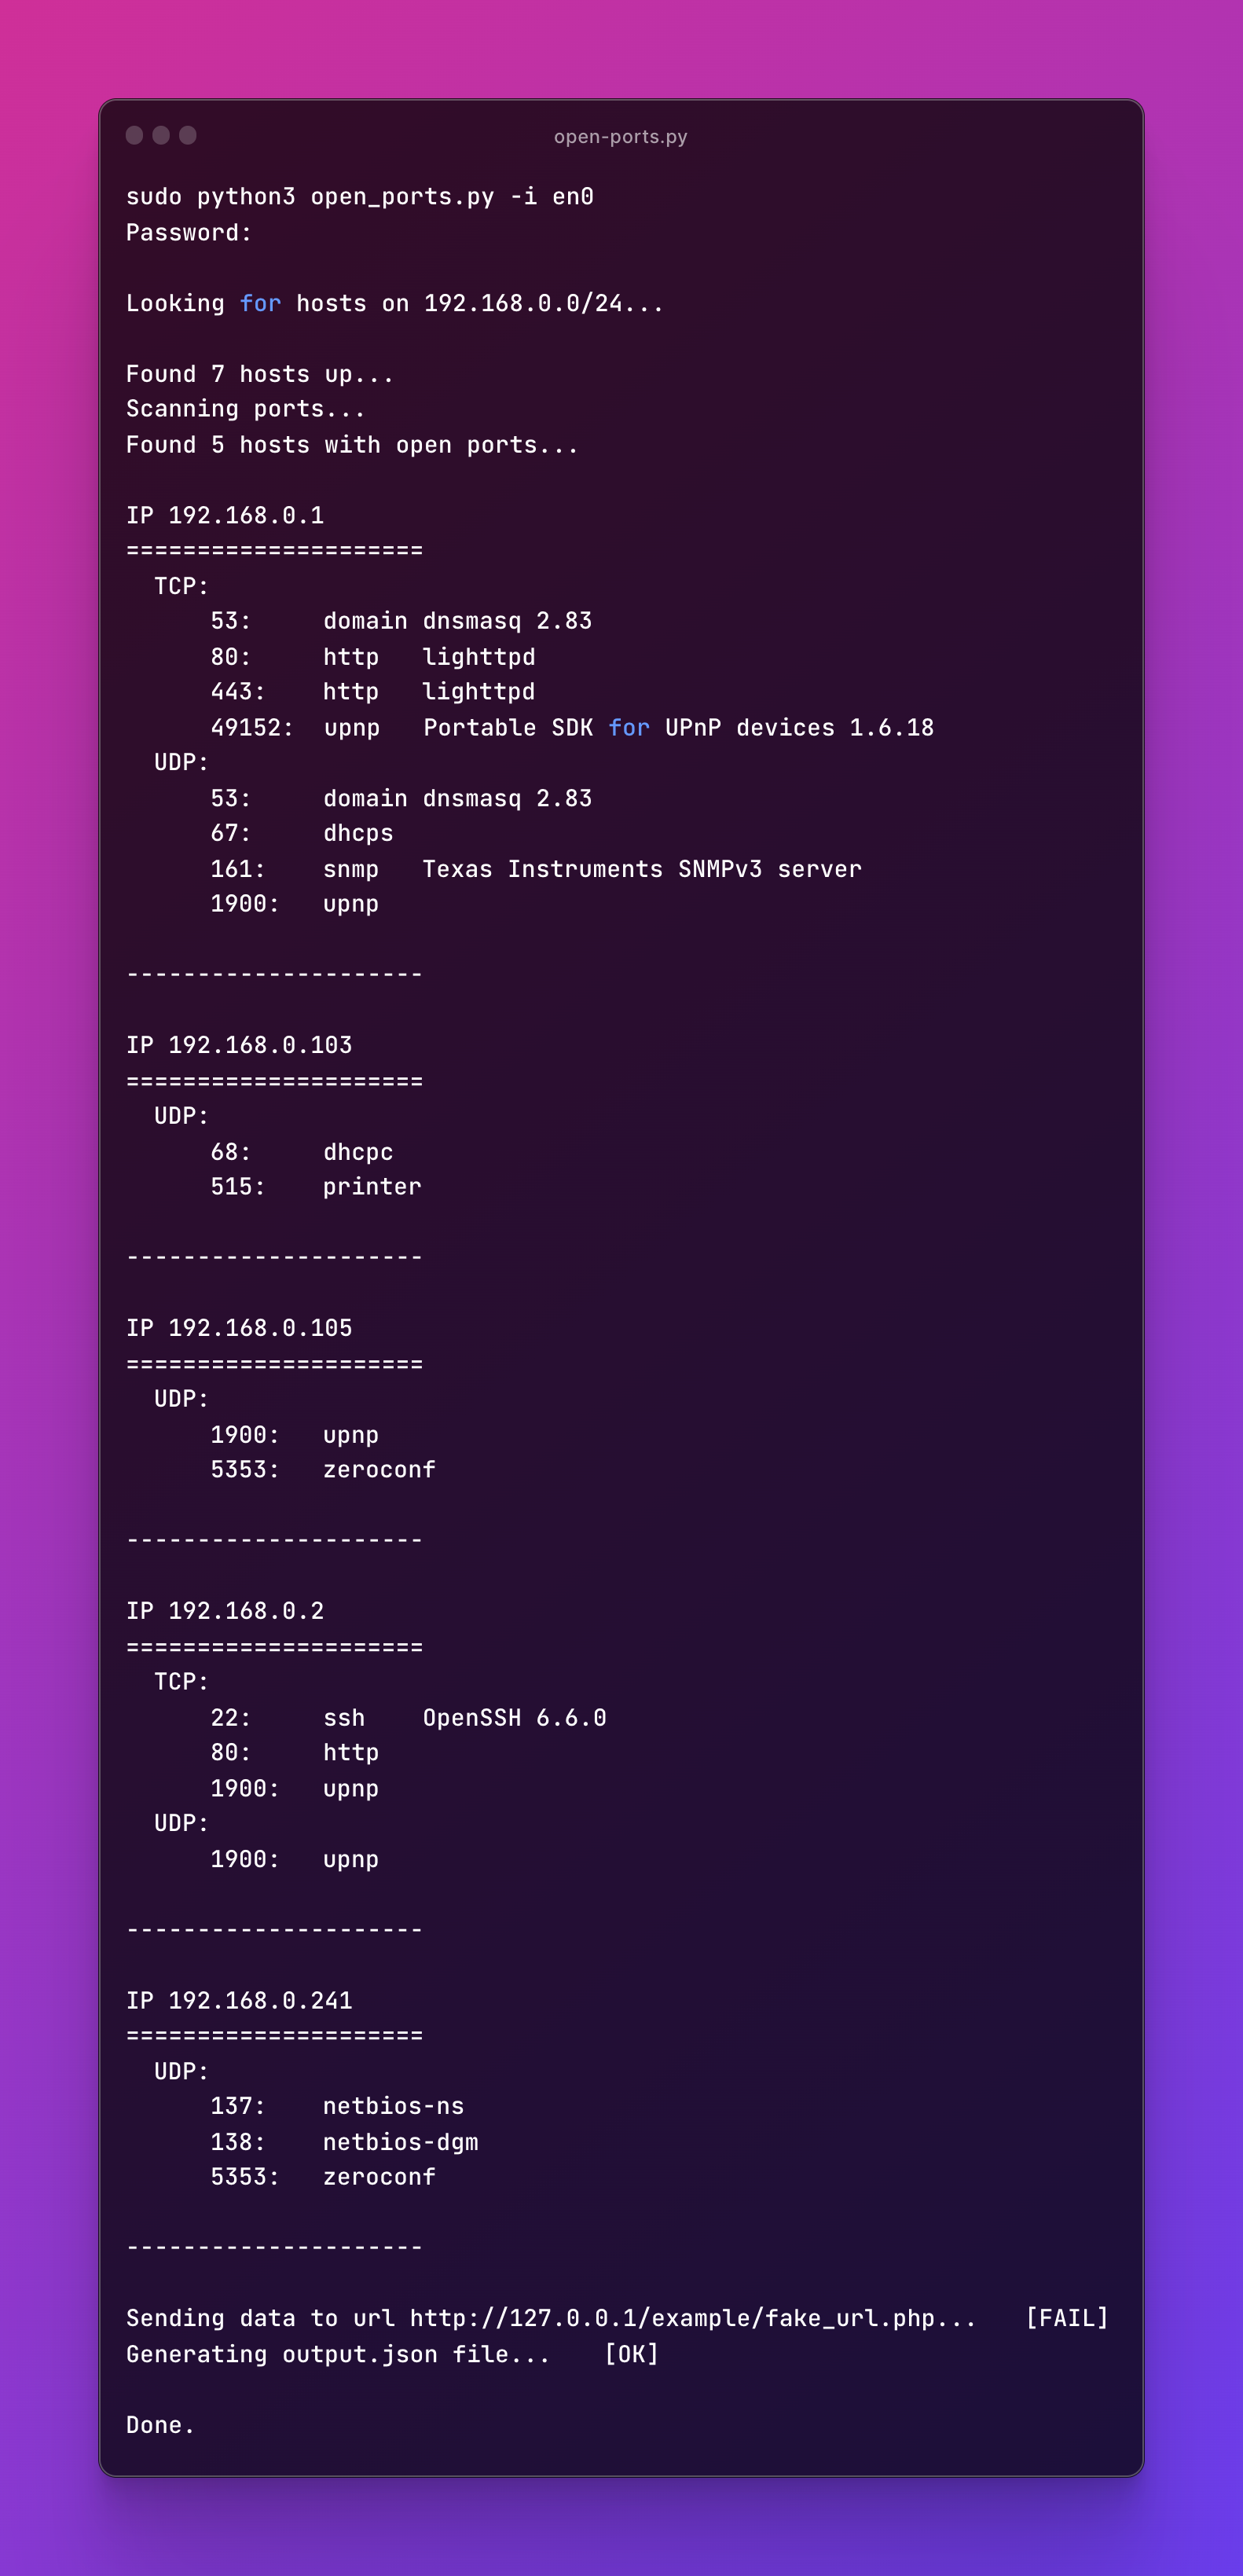 open-ports.py
sudo python3 open_ports.py -i en0
Password:
Looking for hosts on 192.168.0.0/24...
Found 7 hosts up...
Scanning ports...
Found 5 hosts with open ports...
IP 192.168.0.1
=====================
TCP:
53: domain dnsmasq 2.83
80: http lighttpd
443: http lighttpd
49152: upnp Portable SDK for UPnP devices 1.6.18
UDP:
53: domain dnsmasq 2.83
67: dhcps
161: snmp Texas Instruments SNMPv3 server
1900: upnp
---------------------
IP 192.168.0.103
=====================
UDP:
68: dhcpc
515: printer
---------------------
IP 192.168.0.105
=====================
UDP:
1900: upnp
5353: zeroconf
---------------------
IP 192.168.0.2
=====================
TCP:
22: ssh OpenSSH 6.6.0
80: http
1900: upnp
UDP:
1900: upnp
---------------------
IP 192.168.0.241
=====================
UDP:
137: netbios-ns
138: netbios-dgm
5353: zeroconf
---------------------
Sending data to url http://127.0.0.1/example/fake_url.php... [FAIL]
Generating output.json file... [OK]
Done.